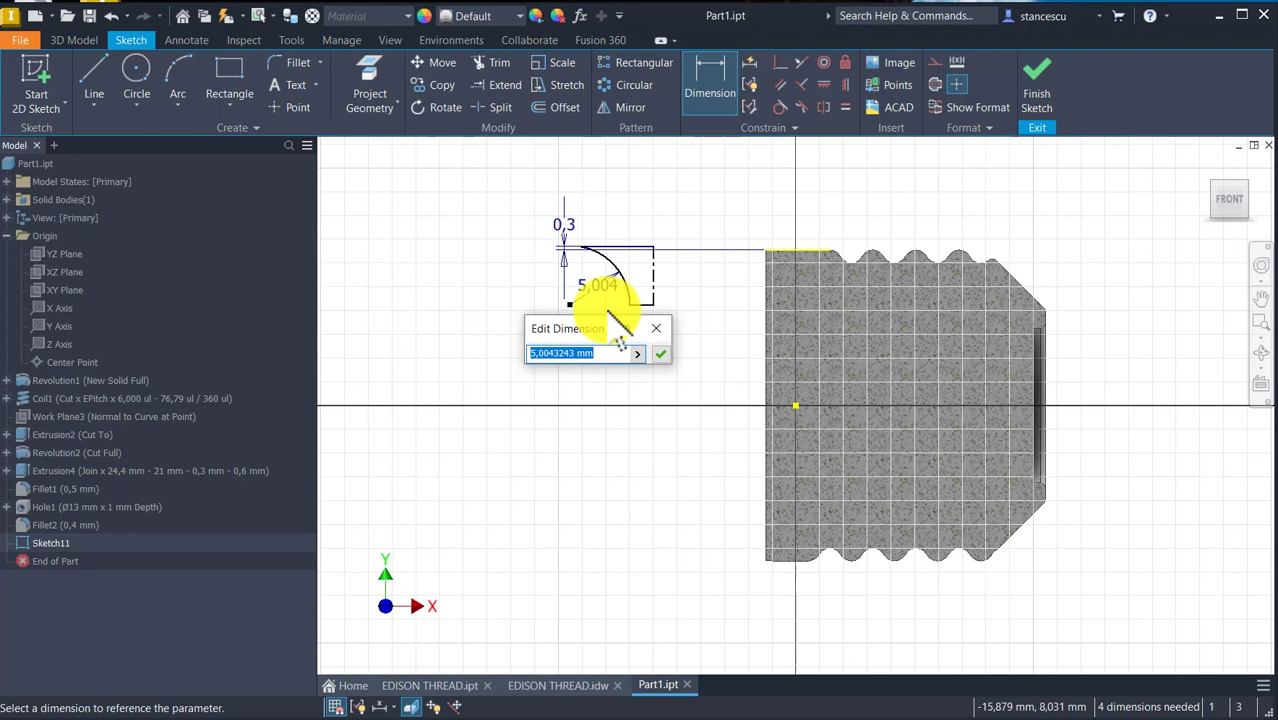 Material
Default
fx
Part1.ipt
Search Help & Commands...
stancescu
File 3D Model Sketch Annotate Inspect Tools Manage View Environments Collaborate Fusion 360
Start
2D Sketch
Line
Circle
Arc
Rectangle
Fillet
Text
Point
Project
Geometry
Move
Copy
Rotate
Trim
Extend
Split
Scale
Stretch
Offset
Rectangular
Circular
Mirror
Dimension
Image
Points
ACAD
Show Format
Finish
Sketch
Sketch Create Modify Pattern Constrain Insert Format Exit
Model
Part1.ipt
Model States: [Primary]
Solid Bodies(1)
View: [Primary]
Origin
YZ Plane
XZ Plane
XY Plane
X Axis
Y Axis
Z Axis
Center Point
Revolution1 (New Solid Full)
Coil1 (Cut x EPitch x 6,000 ul - 76,79 ul / 360 ul)
Work Plane3 (Normal to Curve at Point)
Extrusion2 (Cut To)
Revolution2 (Cut Full)
Extrusion4 (Join x 24,4 mm - 21 mm - 0,3 mm - 0,6 mm)
Fillet1 (0,5 mm)
Hole1 (Ø13 mm x 1 mm Depth)
Fillet2 (0,4 mm)
Sketch11
End of Part
0,3
5,004
Edit Dimension
5,0043243 mm
FRONT
Y
X
Home EDISON THREAD.ipt EDISON THREAD.idw Part1.ipt
Select a dimension to reference the parameter.
-15,879 mm, 8,031 mm 4 dimensions needed 1 3